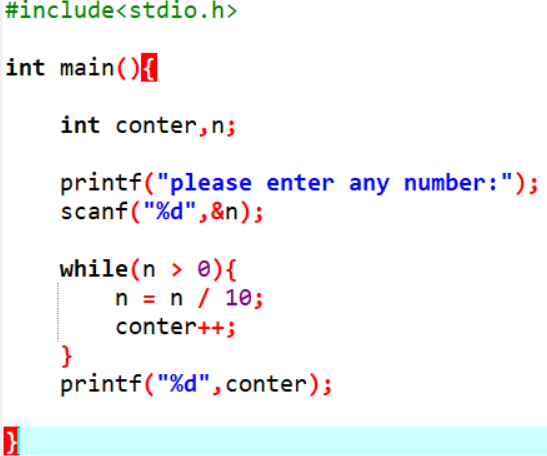 #include<stdio.h>
int main(){
int conter,n;
printf("please enter any number:");
scanf("%d",&n);
while(n > 0){
n = n / 10;
conter++;
}
printf("%d",conter);
}